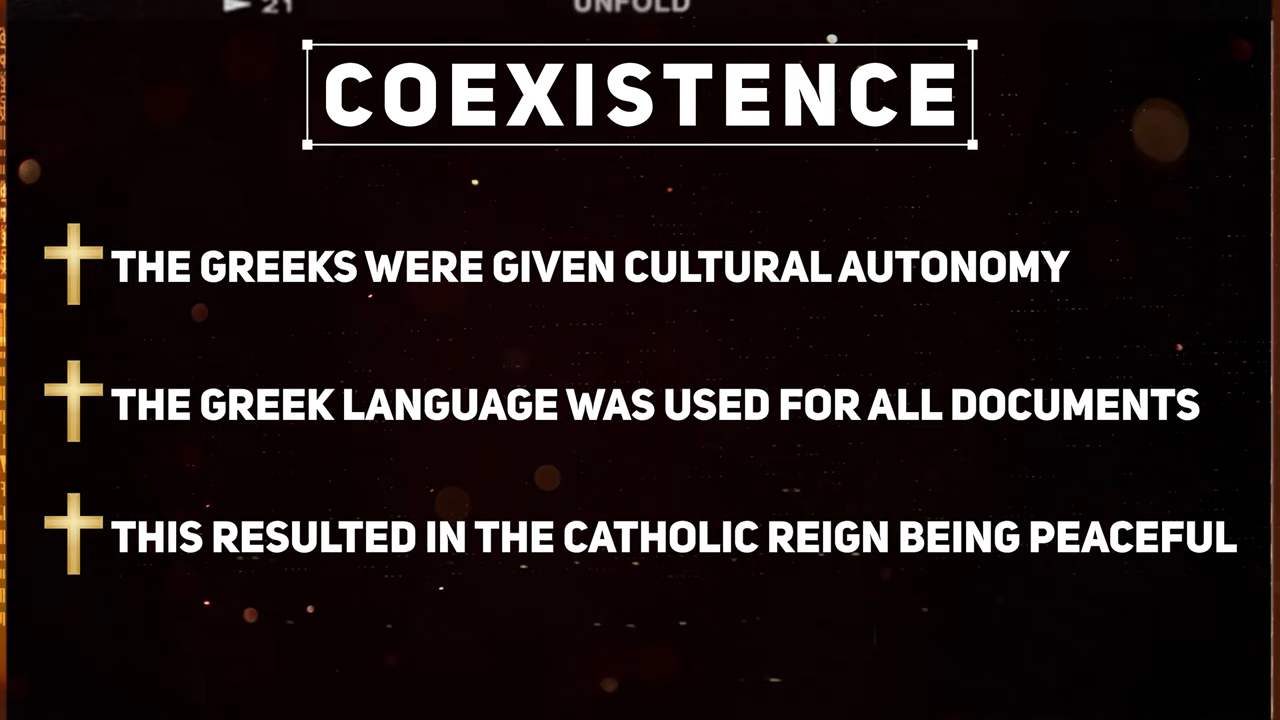 21 UNFOLD
COEXISTENCE
THE GREEKS WERE GIVEN CULTURAL AUTONOMY
THE GREEK LANGUAGE WAS USED FOR ALL DOCUMENTS
THIS RESULTED IN THE CATHOLIC REIGN BEING PEACEFUL